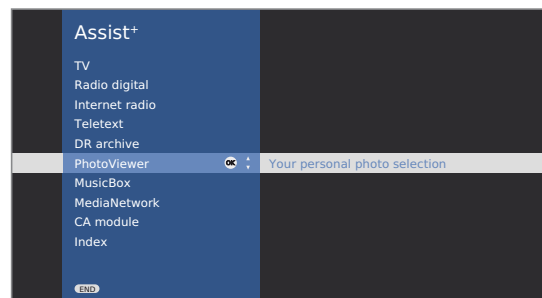 Assist+
TV
Radio digital
Internet radio
Teletext
DR archive
PhotoViewer OK Your personal photo selection
MusicBox
MediaNetwork
CA module
Index
END